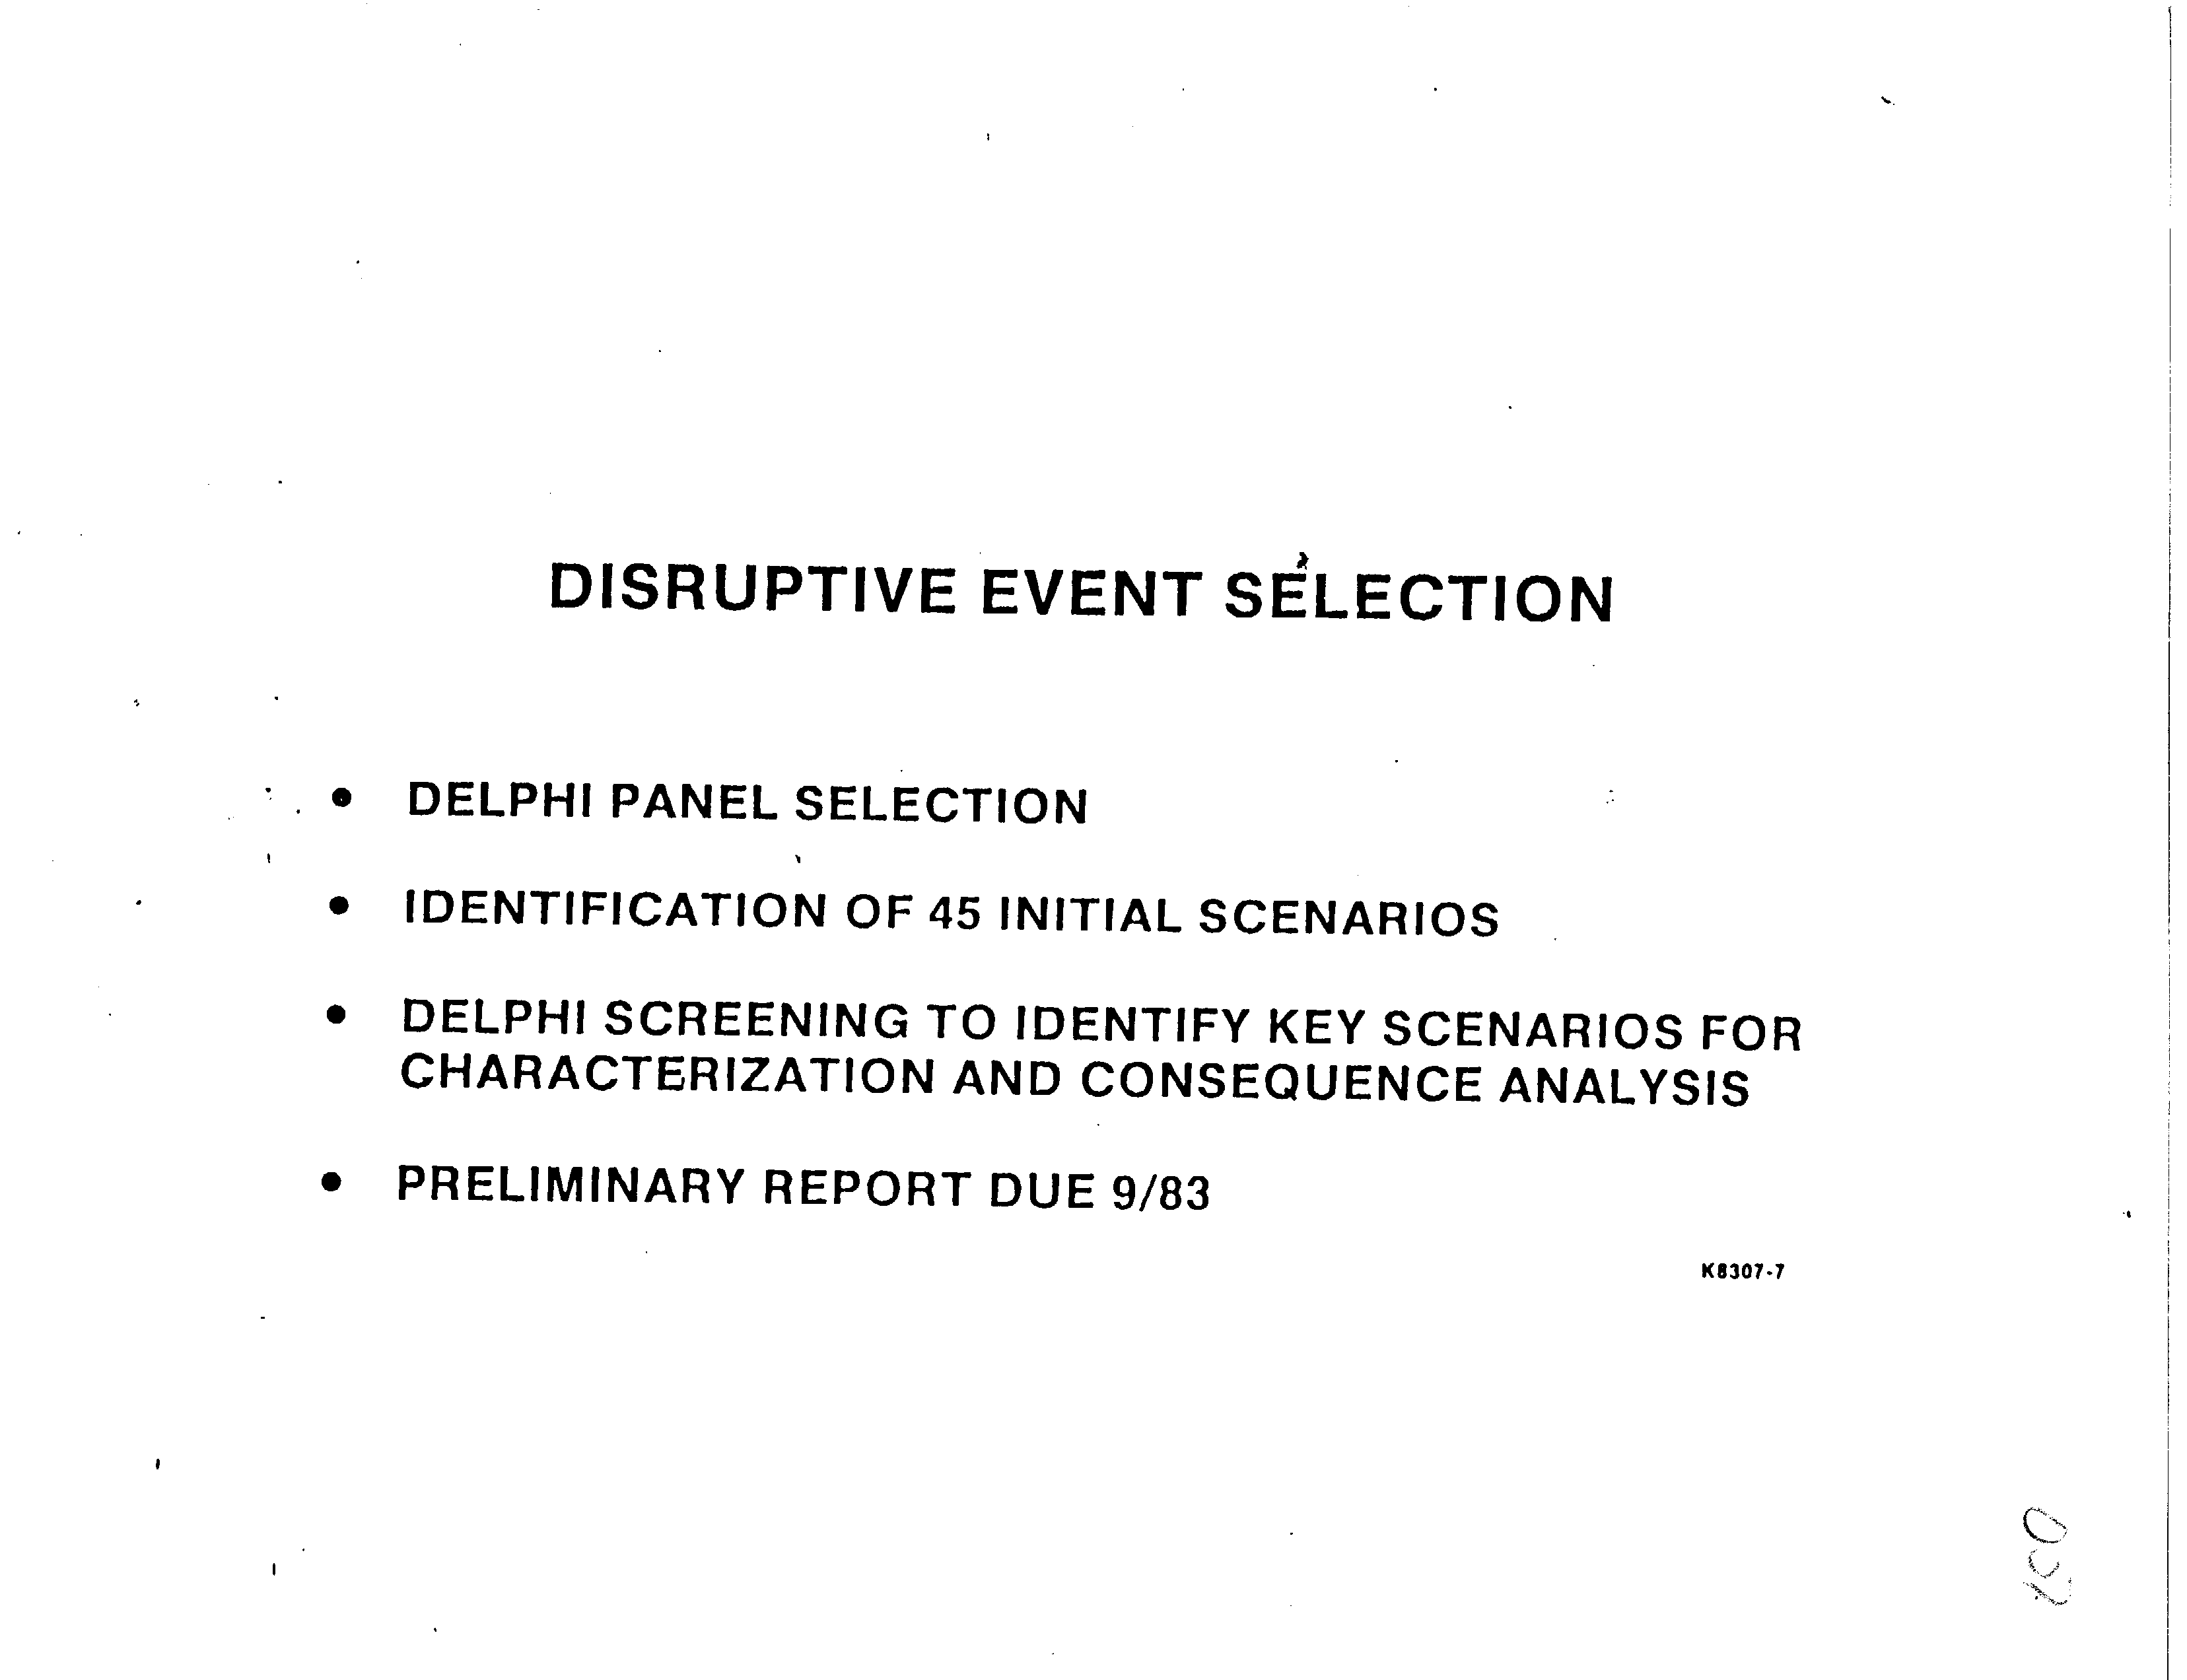 DISRUPTIVE EVENT SELECTION
● DELPHI PANEL SELECTION
● IDENTIFICATION OF 45 INITIAL SCENARIOS
● DELPHI SCREENING TO IDENTIFY KEY SCENARIOS FOR
CHARACTERIZATION AND CONSEQUENCE ANALYSIS
● PRELIMINARY REPORT DUE 9/83
K8307-7